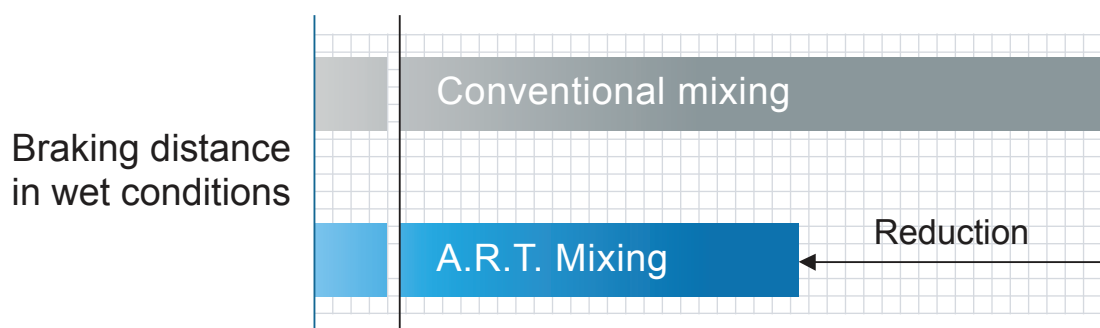 Conventional mixing
Braking distance
in wet conditions
Reduction
A.R.T. Mixing